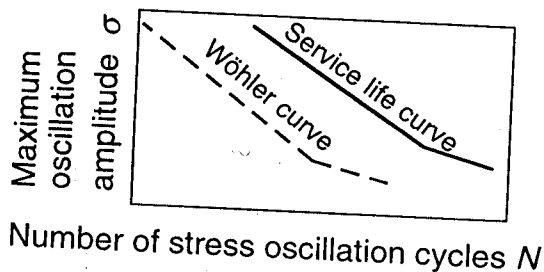 Maximum
oscillation
amplitude σ
Wöhler curve
Service life curve
Number of stress oscillation cycles N